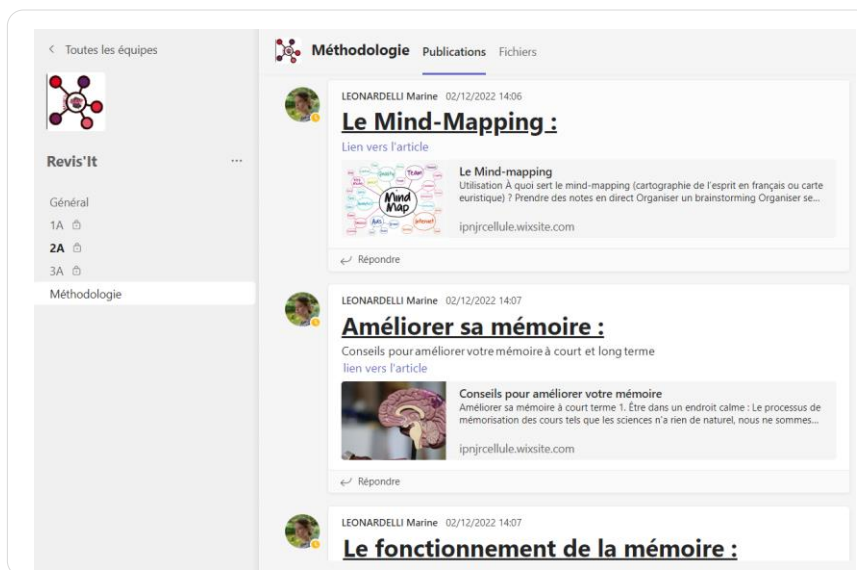 Toutes les équipes
Revis'It
Général
1A
2A
3A
Méthodologie
Méthodologie Publications Fichiers
LEONARDELLI Marine 02/12/2022 14:06
Le Mind-Mapping :
Lien vers l'article
Mind
Map
Le Mind-mapping
Utilisation À quoi sert le mind-mapping (cartographie de l'esprit en français ou carte
euristique) ? Prendre des notes en direct Organiser un brainstorming Organiser se...
ipnjrcellule.wixsite.com
Répondre
LEONARDELLI Marine 02/12/2022 14:07
Améliorer sa mémoire :
Conseils pour améliorer votre mémoire à court et long terme
lien vers l'article
Conseils pour améliorer votre mémoire
Améliorer sa mémoire à court terme 1. Être dans un endroit calme : Le processus de
mémorisation des cours tels que les sciences n'a rien de naturel, nous ne sommes...
ipnjrcellule.wixsite.com
Répondre
LEONARDELLI Marine 02/12/2022 14:07
Le fonctionnement de la mémoire :